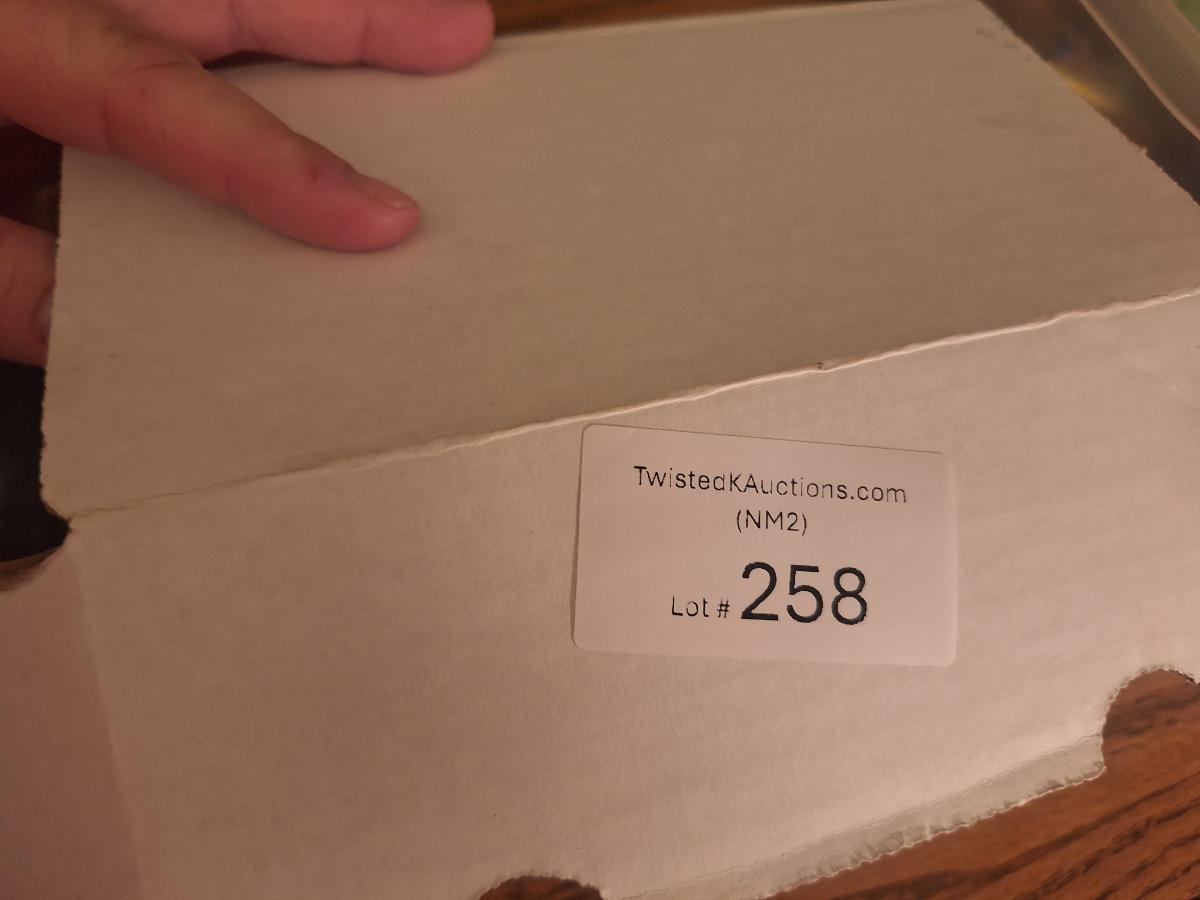 TwistedKAuctions.com
(NM2)
Lot # 258